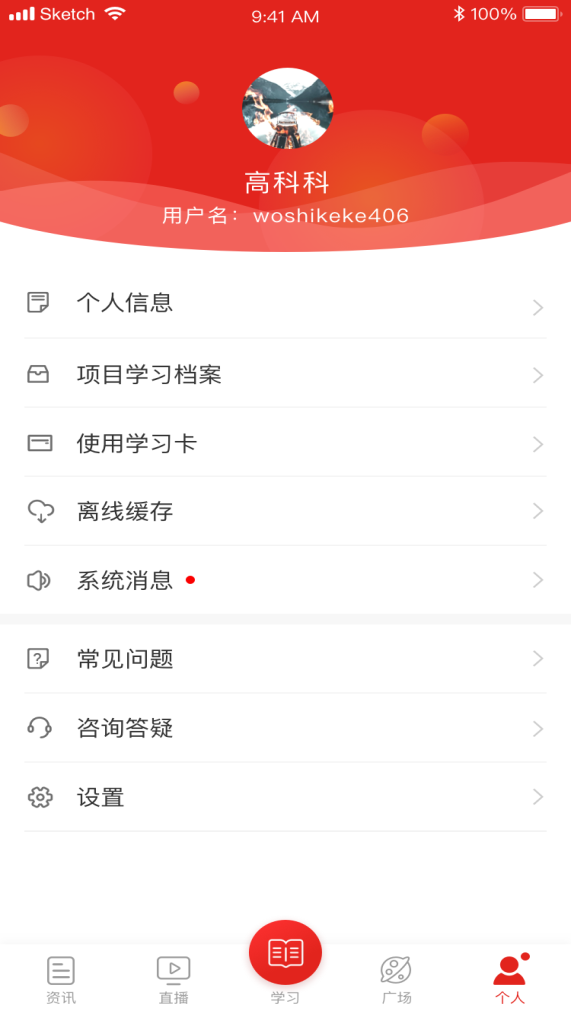 Sketch 9:41 AM 100%
高科科
用户名：woshikeke406
个人信息
项目学习档案
使用学习卡
离线缓存
系统消息
常见问题
咨询答疑
设置
资讯 直播 学习 广场 个人